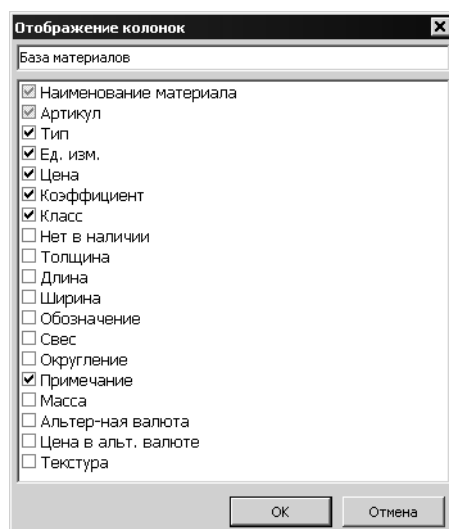 Отображение колонок
База материалов
Наименование материала
Артикул
Тип
Ед. изм.
Цена
Коэффициент
Класс
Нет в наличии
Толщина
Длина
Ширина
Обозначение
Свес
Округление
Примечание
Масса
Альтер-ная валюта
Цена в альт. валюте
Текстура
OK
Отмена